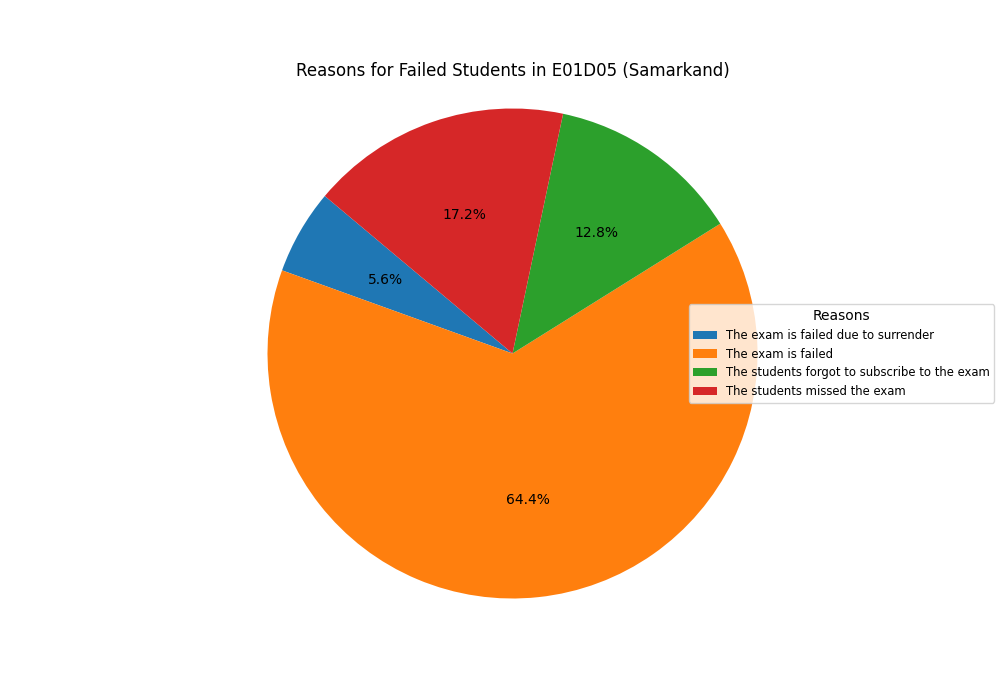 Reasons for Failed Students in E01D05 (Samarkand)
17.2%
12.8%
5.6%
64.4%
Reasons
The exam is failed due to surrender
The exam is failed
The students forgot to subscribe to the exam
The students missed the exam